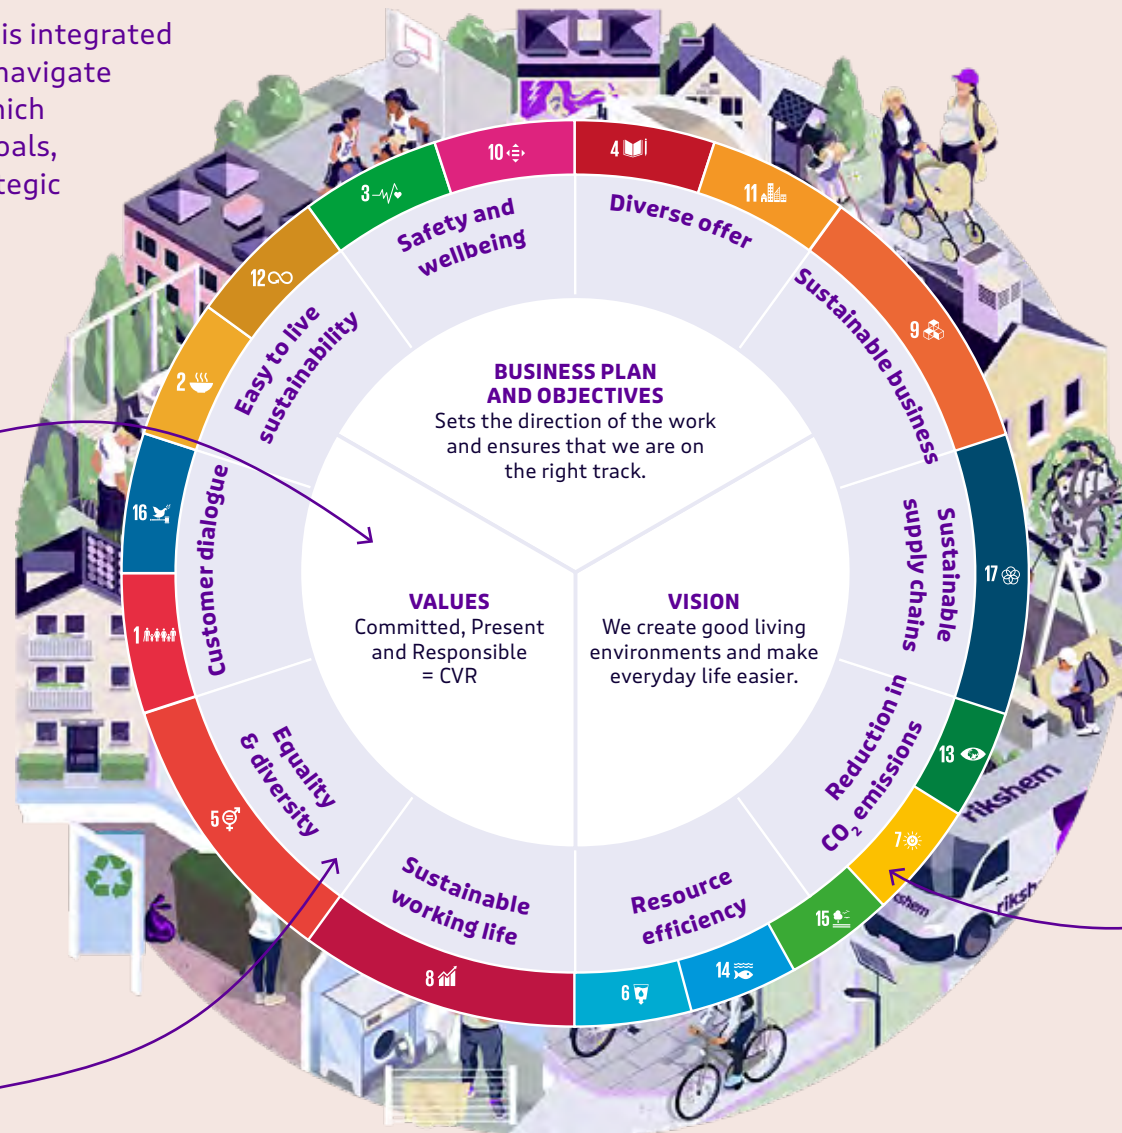 is integrated
navigate
hich
oals,
tegic
10
4
3
11
Safety and
wellbeing
Diverse offer
12
Easy to live
sustainability
Sustainable business
9
2
BUSINESS PLAN
AND OBJECTIVES
Sets the direction of the work
and ensures that we are on
the right track.
16
Customer dialogue
Sustainable
supply chains
17
VALUES
Committed, Present
and Responsible
= CVR
VISION
We create good living
environments and make
everyday life easier.
1
Equality
& diversity
Reduction in
CO₂ emissions
13
rikshem
5
7
Sustainable
working life
Resource
efficiency
15
kshem
riksh
8
14
6